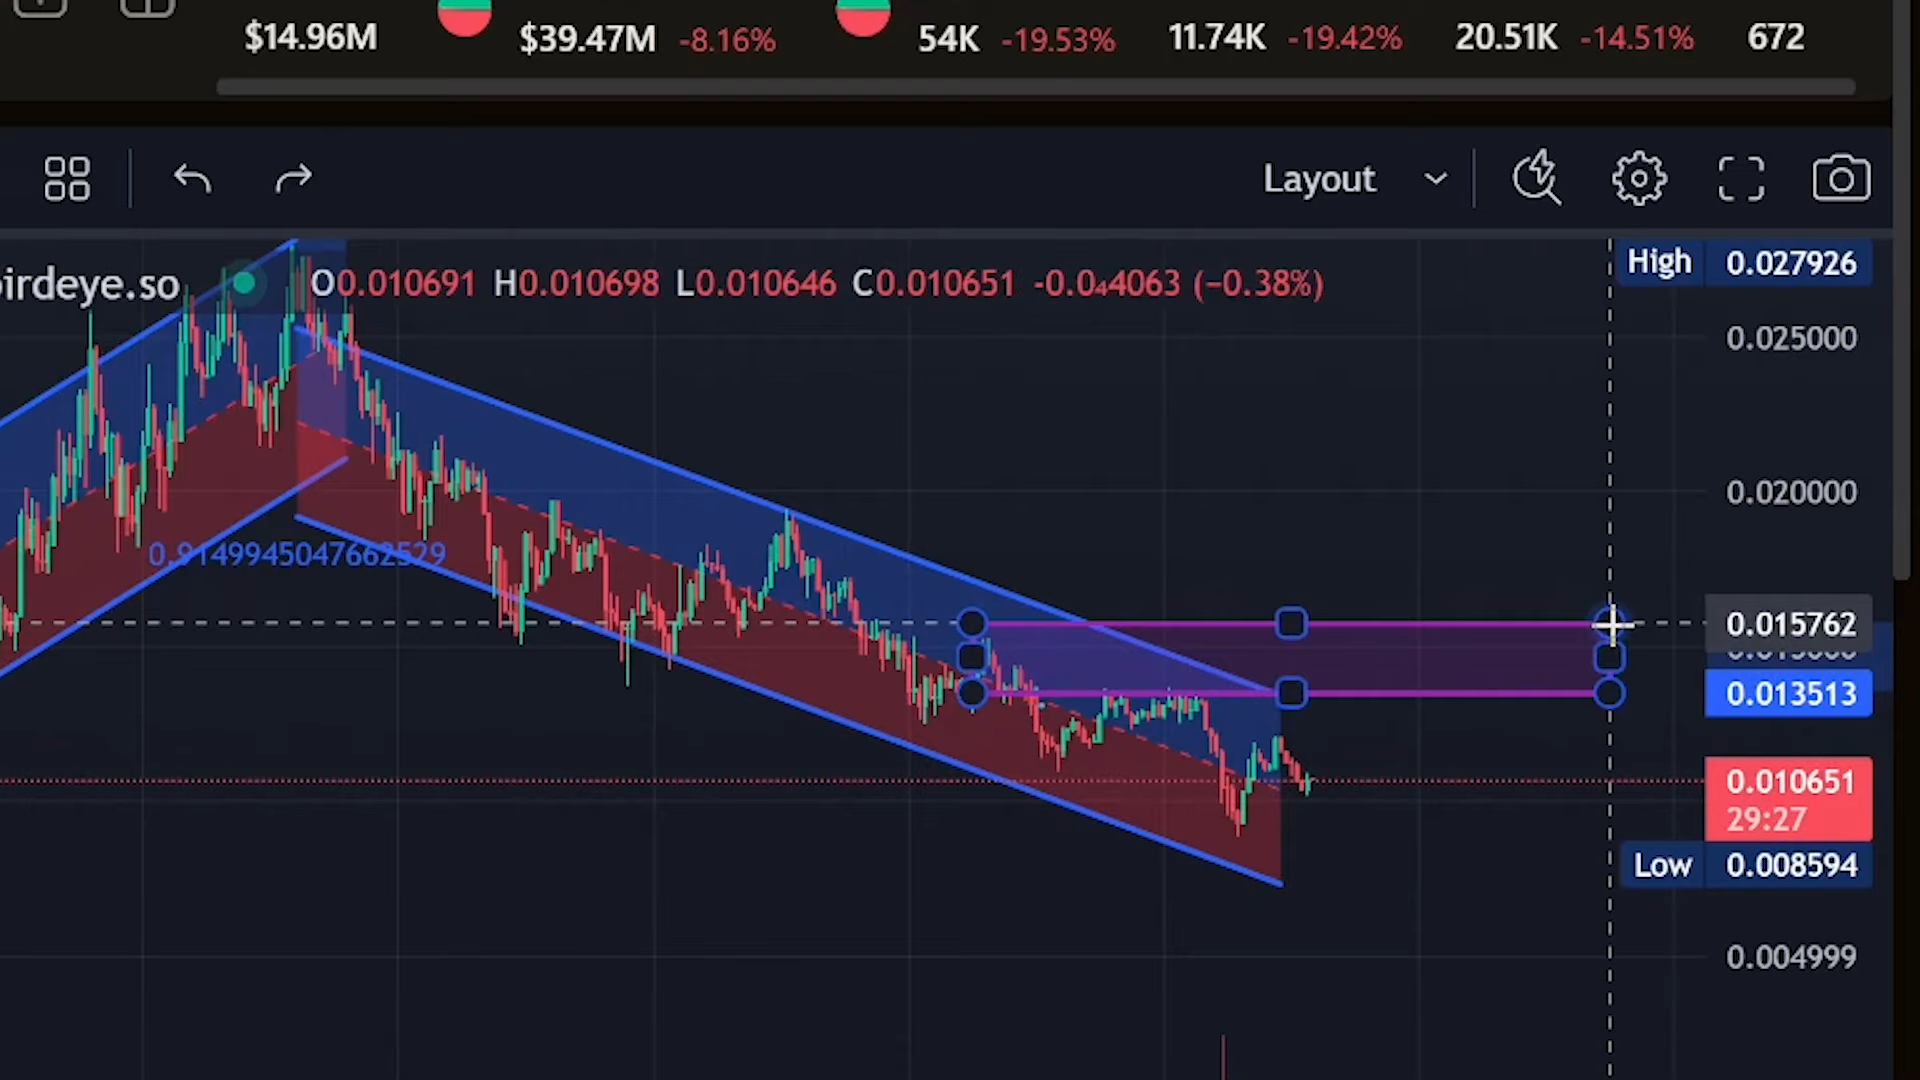 $14.96M $39.47M -8.16% 54K -19.53% 11.74K -19.42% 20.51K -14.51% 672
Layout
irdeye.so O0.010691 H0.010698 L0.010646 C0.010651 -0.0₄4063 (−0.38%)
High 0.027926
0.025000
0.020000
0.9149945047662529
0.015762
0.013513
0.010651
29:27
Low 0.008594
0.004999